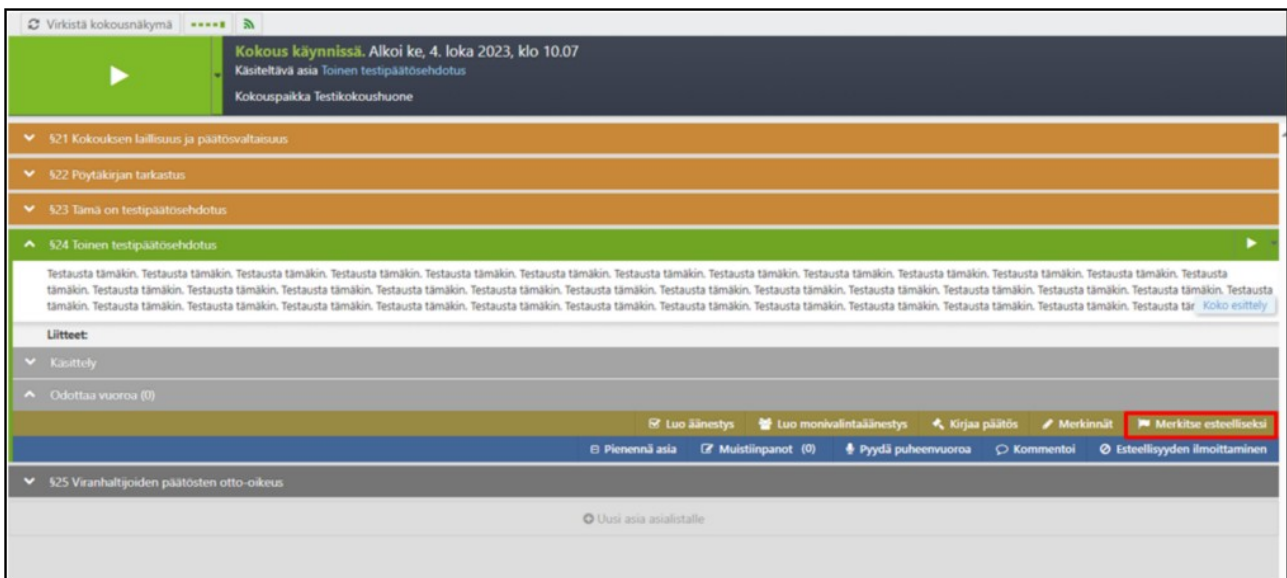 Virkistä kokousnäkymä
Kokous käynnissä. Alkoi ke, 4. loka 2023, klo 10.07
Käsiteltävä asia Toinen testipäätösehdotus
Kokouspaikka Testikokoushuone
§21 Kokouksen laillisuus ja päätösvaltaisuus
§22 Pöytäkirjan tarkastus
§23 Tämä on testipäätösehdotus
§24 Toinen testipäätösehdotus
Testausta tämäkin. Testausta tämäkin. Testausta tämäkin. Testausta tämäkin. Testausta tämäkin. Testausta tämäkin. Testausta tämäkin. Testausta tämäkin. Testausta tämäkin. Testausta tämäkin. Testausta tämäkin. Testausta tämäkin. Testausta
tämäkin. Testausta tämäkin. Testausta tämäkin. Testausta tämäkin. Testausta tämäkin. Testausta tämäkin. Testausta tämäkin. Testausta tämäkin. Testausta tämäkin. Testausta tämäkin. Testausta tämäkin. Testausta tämäkin. Testausta tämäkin. Testausta
tämäkin. Testausta tämäkin. Testausta tämäkin. Testausta tämäkin. Testausta tämäkin. Testausta tämäkin. Testausta tämäkin. Testausta tämäkin. Testausta tämäkin. Testausta tämäkin. Testausta tämäkin. Testausta tär Koko esittely
Liitteet:
Käsittely
Odottaa vuoroa (0)
Luo äänestys Luo monivalintaäänestys Kirjaa päätös Merkinnät Merkitse esteelliseksi
Pienennä asia Muistiinpanot (0) Pyydä puheenvuoroa Kommentoi Esteellisyyden ilmoittaminen
§25 Viranhaltijoiden päätösten otto-oikeus
Uusi asia asialistalle